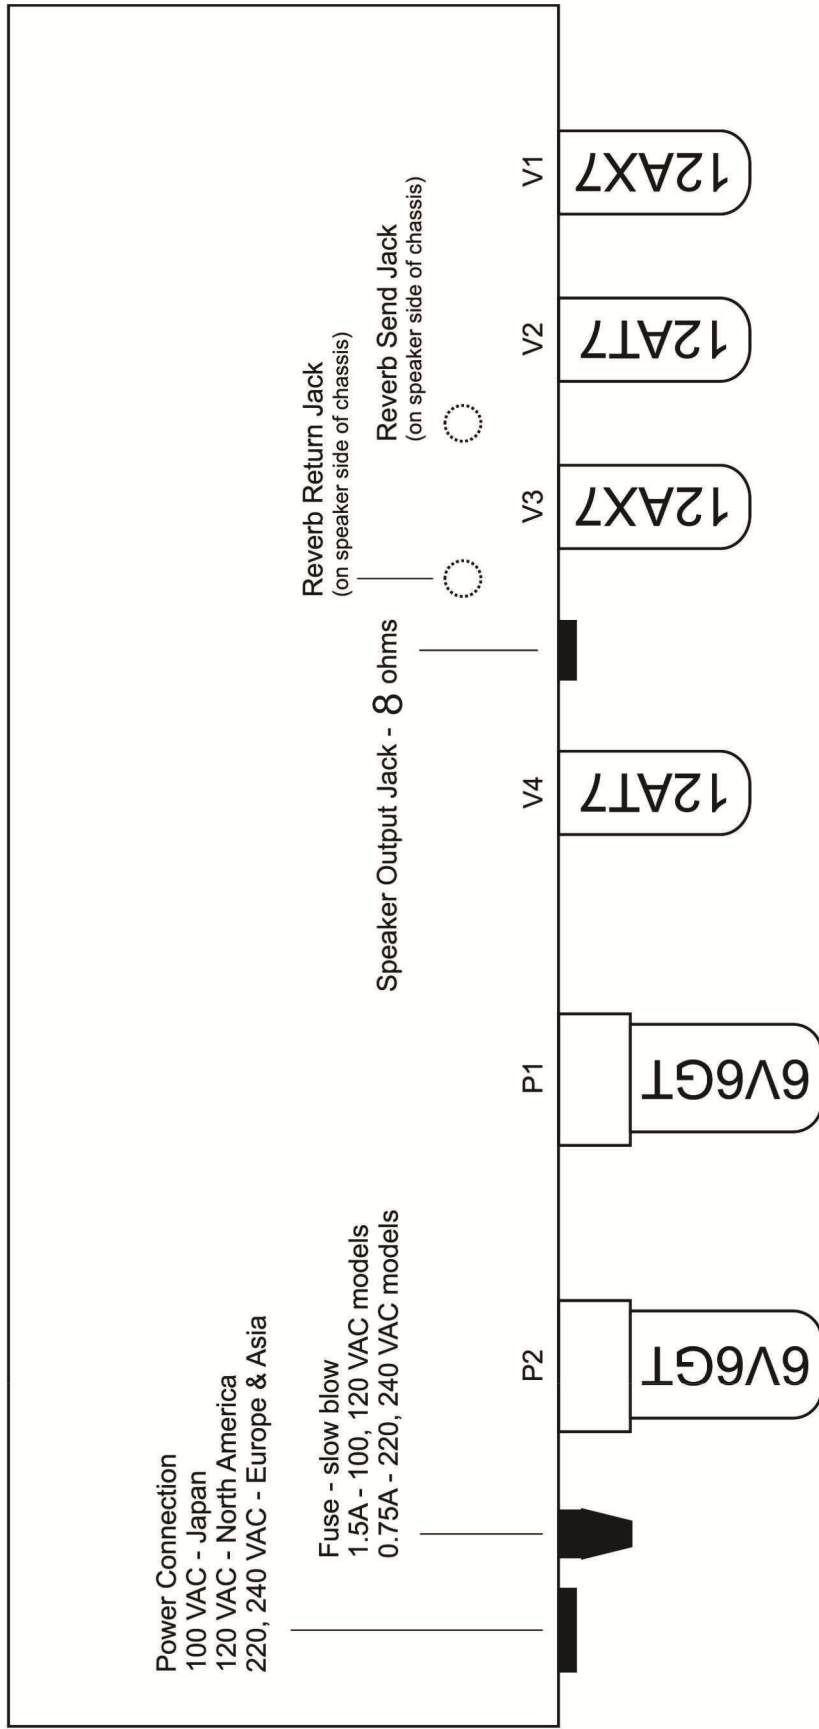 Power Connection
100 VAC - Japan
120 VAC - North America
220, 240 VAC - Europe & Asia
Fuse - slow blow
1.5A - 100, 120 VAC models
0.75A - 220, 240 VAC models
Speaker Output Jack - 8 ohms
Reverb Return Jack
(on speaker side of chassis)
Reverb Send Jack
(on speaker side of chassis)
P2
P1
V4
V3
V2
V1
6V6GT
6V6GT
12AT7
12AX7
12AT7
12AX7